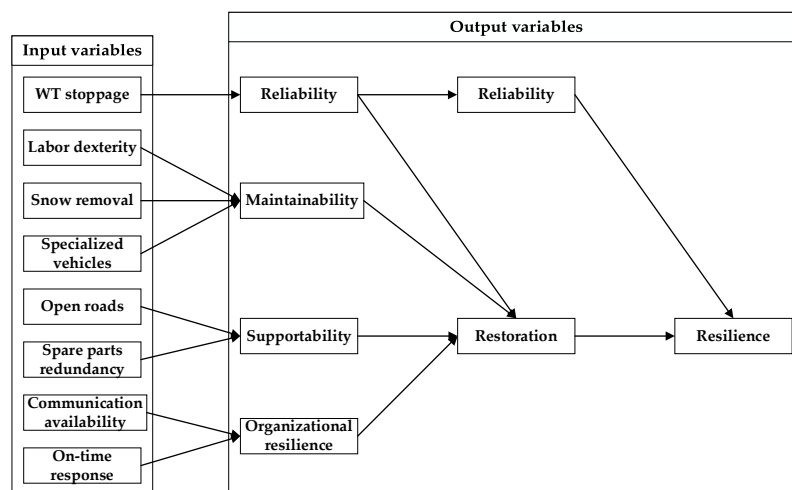 Output variables
Input variables
WT stoppage
Reliability
Reliability
Labor dexterity
Snow removal
Maintainability
Specialized
vehicles
Open roads
Spare parts
redundancy
Supportability
Restoration
Resilience
Communication
availability
Organizational
resilience
On-time
response